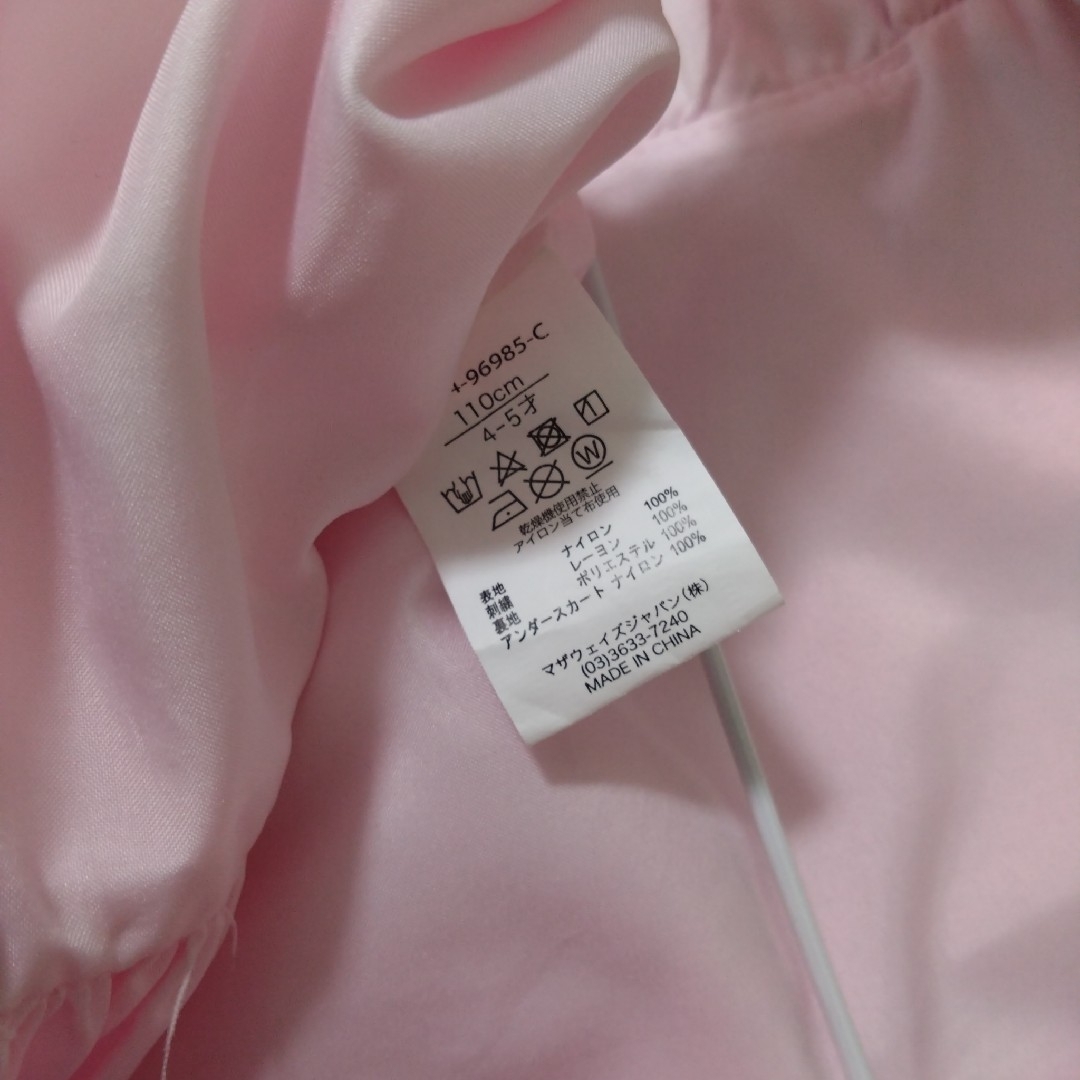 -96985-C
110cm
4-5才
W
乾燥機使用禁止
アイロン当て布使用
表地 ナイロン 100%
刺繍 レーヨン 100%
裏地 ポリエステル 100%
アンダースカート ナイロン 100%
マザウェイズジャパン(株)
(03)3633-7240
MADE IN CHINA